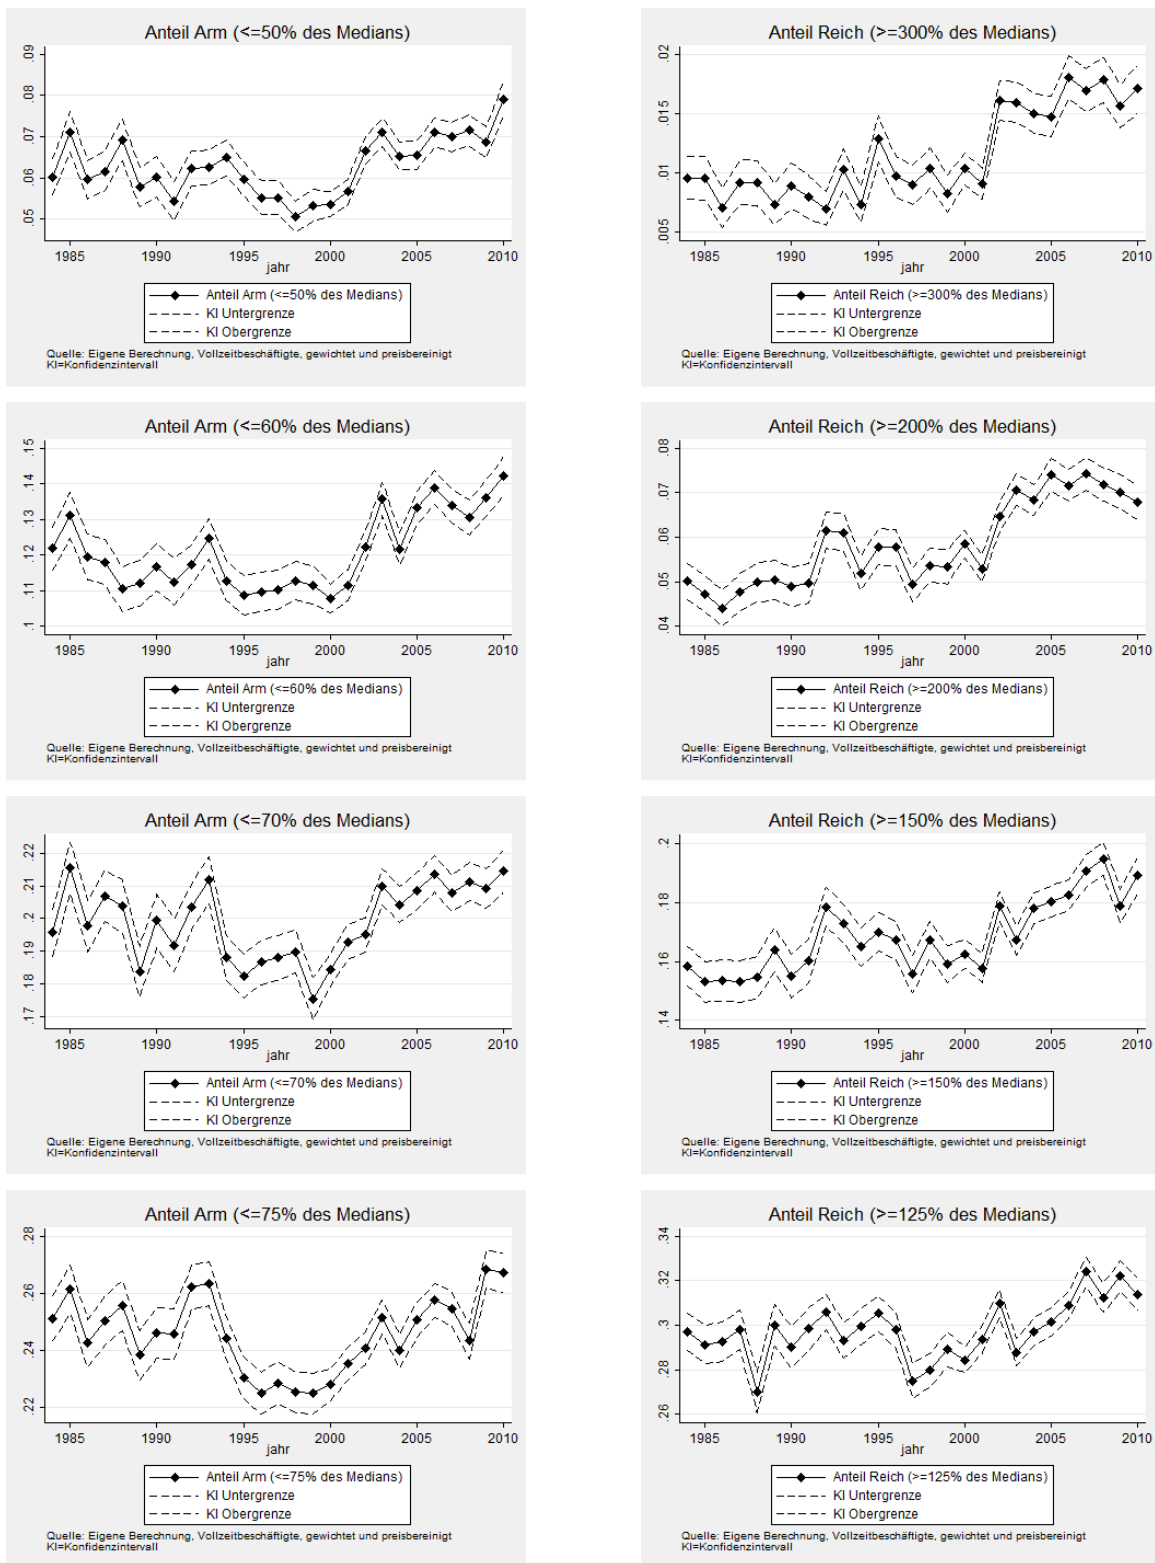 Anteil Arm (<=50% des Medians)
.09
.08
.07
.06
.05
1985 1990 1995 2000 2005 2010
jahr
Anteil Arm (<=50% des Medians)
KI Untergrenze
KI Obergrenze
Quelle: Eigene Berechnung, Vollzeitbeschäftigte, gewichtet und preisbereinigt
KI=Konfidenzintervall
Anteil Reich (>=300% des Medians)
.02
.015
.01
.005
1985 1990 1995 2000 2005 2010
jahr
Anteil Reich (>=300% des Medians)
KI Untergrenze
KI Obergrenze
Quelle: Eigene Berechnung, Vollzeitbeschäftigte, gewichtet und preisbereinigt
KI=Konfidenzintervall
Anteil Arm (<=60% des Medians)
.15
.14
.13
.12
.11
.1
1985 1990 1995 2000 2005 2010
jahr
Anteil Arm (<=60% des Medians)
KI Untergrenze
KI Obergrenze
Quelle: Eigene Berechnung, Vollzeitbeschäftigte, gewichtet und preisbereinigt
KI=Konfidenzintervall
Anteil Reich (>=200% des Medians)
.08
.07
.06
.05
.04
1985 1990 1995 2000 2005 2010
jahr
Anteil Reich (>=200% des Medians)
KI Untergrenze
KI Obergrenze
Quelle: Eigene Berechnung, Vollzeitbeschäftigte, gewichtet und preisbereinigt
KI=Konfidenzintervall
Anteil Arm (<=70% des Medians)
.22
.21
.2
.19
.18
.17
1985 1990 1995 2000 2005 2010
jahr
Anteil Arm (<=70% des Medians)
KI Untergrenze
KI Obergrenze
Quelle: Eigene Berechnung, Vollzeitbeschäftigte, gewichtet und preisbereinigt
KI=Konfidenzintervall
Anteil Reich (>=150% des Medians)
.2
.18
.16
.14
1985 1990 1995 2000 2005 2010
jahr
Anteil Reich (>=150% des Medians)
KI Untergrenze
KI Obergrenze
Quelle: Eigene Berechnung, Vollzeitbeschäftigte, gewichtet und preisbereinigt
KI=Konfidenzintervall
Anteil Arm (<=75% des Medians)
.28
.26
.24
.22
1985 1990 1995 2000 2005 2010
jahr
Anteil Arm (<=75% des Medians)
KI Untergrenze
KI Obergrenze
Quelle: Eigene Berechnung, Vollzeitbeschäftigte, gewichtet und preisbereinigt
KI=Konfidenzintervall
Anteil Reich (>=125% des Medians)
.34
.32
.3
.28
.26
1985 1990 1995 2000 2005 2010
jahr
Anteil Reich (>=125% des Medians)
KI Untergrenze
KI Obergrenze
Quelle: Eigene Berechnung, Vollzeitbeschäftigte, gewichtet und preisbereinigt
KI=Konfidenzintervall